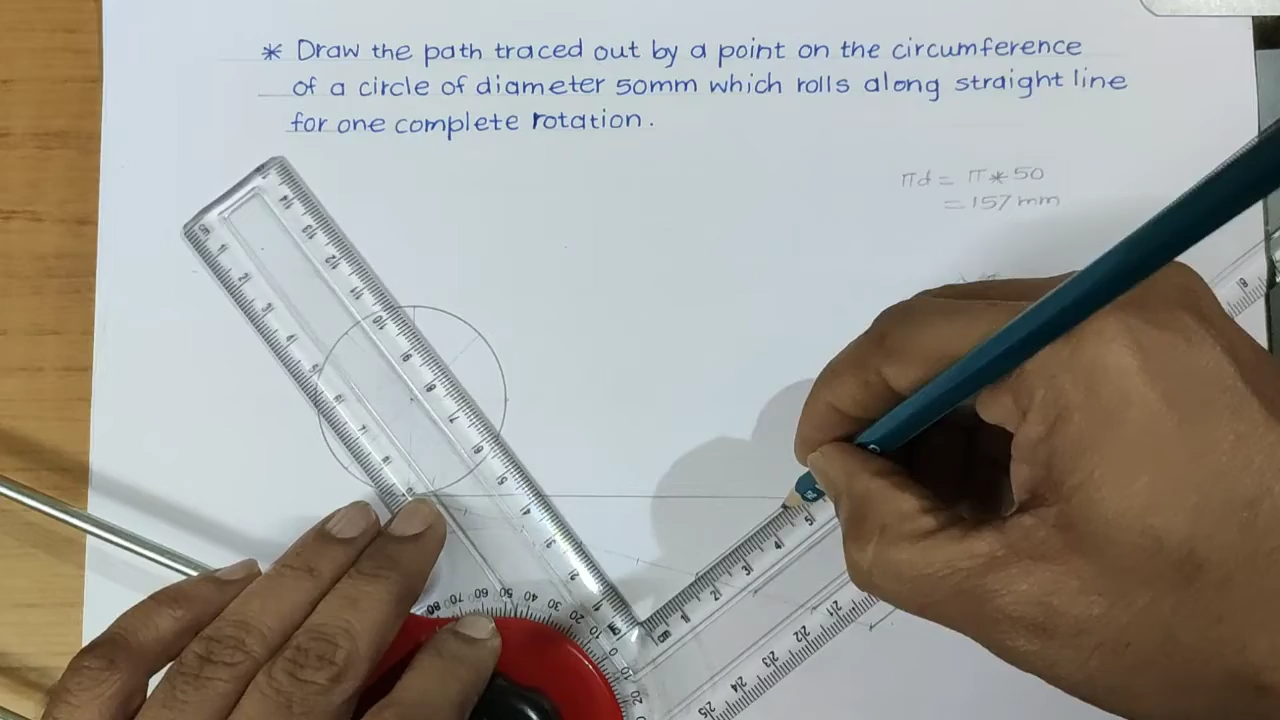 * Draw the path traced out by a point on the circumference
of a circle of diameter 50mm which rolls along straight line
for one complete rotation.
πd = π*50
= 157 mm